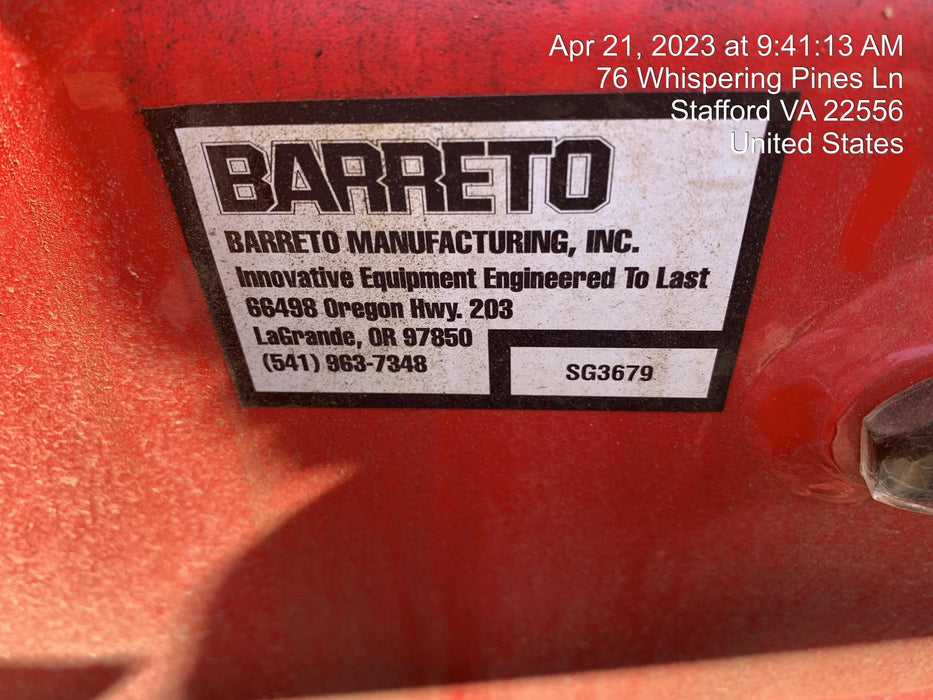 Apr 21, 2023 at 9:41:13 AM
76 Whispering Pines Ln
Stafford VA 22556
United States
BARRETO
BARRETO MANUFACTURING, INC.
Innovative Equipment Engineered To Last
66498 Oregon Hwy. 203
LaGrande, OR 97850
(541) 963-7348
SG3679